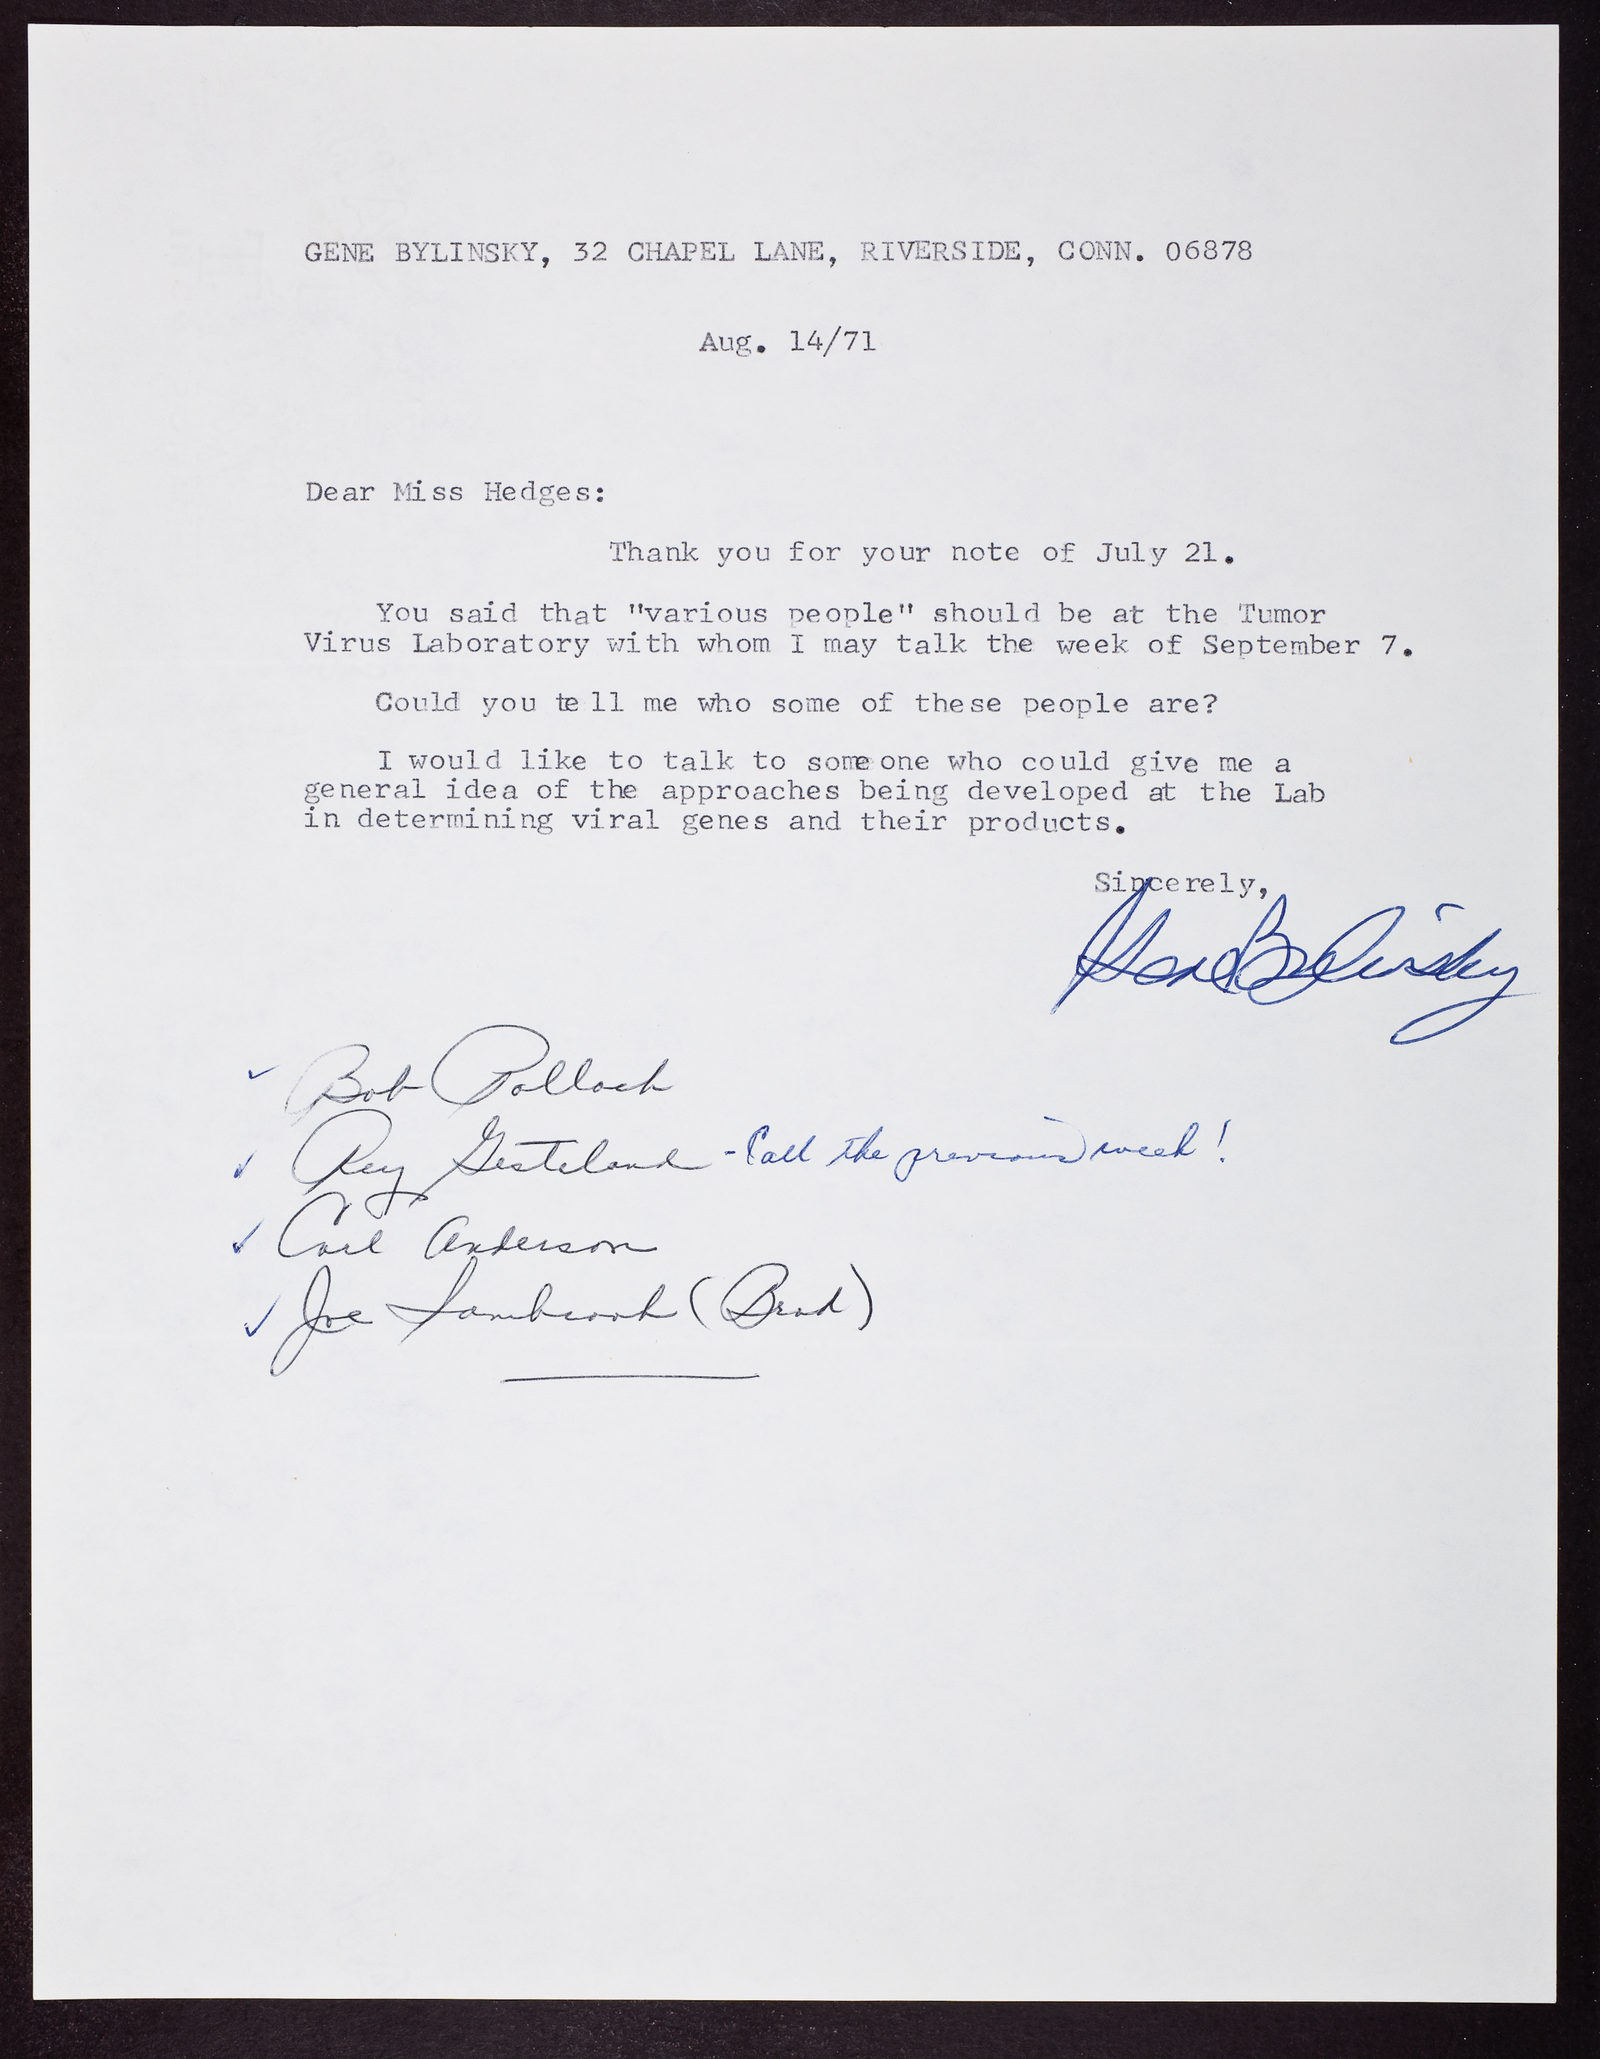 GENE BYLINSKY, 32 CHAPEL LANE, RIVERSIDE, CONN. 06878
Aug. 14/71
Dear Miss Hedges:
Thank you for your note of July 21.
You said that "various people" should be at the Tumor
Virus Laboratory with whom I may talk the week of September 7.
Could you tell me who some of these people are?
I would like to talk to someone who could give me a
general idea of the approaches being developed at the Lab
in determining viral genes and their products.
Sincerely,
Gene Bylinsky
✓ Bob Pollack
✓ Ray Gesteland - Call the previous week!
✓ Carl Anderson
✓ Joe Sambrook (Brad)